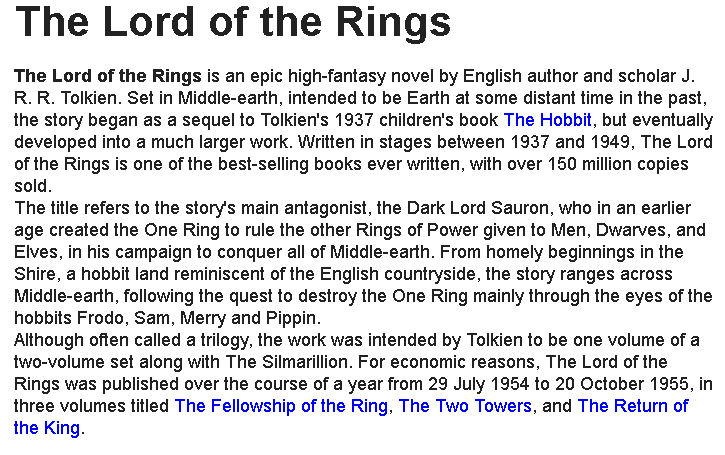 The Lord of the Rings
The Lord of the Rings is an epic high-fantasy novel by English author and scholar J.
R. R. Tolkien. Set in Middle-earth, intended to be Earth at some distant time in the past,
the story began as a sequel to Tolkien's 1937 children's book The Hobbit, but eventually
developed into a much larger work. Written in stages between 1937 and 1949, The Lord
of the Rings is one of the best-selling books ever written, with over 150 million copies
sold.
The title refers to the story's main antagonist, the Dark Lord Sauron, who in an earlier
age created the One Ring to rule the other Rings of Power given to Men, Dwarves, and
Elves, in his campaign to conquer all of Middle-earth. From homely beginnings in the
Shire, a hobbit land reminiscent of the English countryside, the story ranges across
Middle-earth, following the quest to destroy the One Ring mainly through the eyes of the
hobbits Frodo, Sam, Merry and Pippin.
Although often called a trilogy, the work was intended by Tolkien to be one volume of a
two-volume set along with The Silmarillion. For economic reasons, The Lord of the
Rings was published over the course of a year from 29 July 1954 to 20 October 1955, in
three volumes titled The Fellowship of the Ring, The Two Towers, and The Return of
the King.